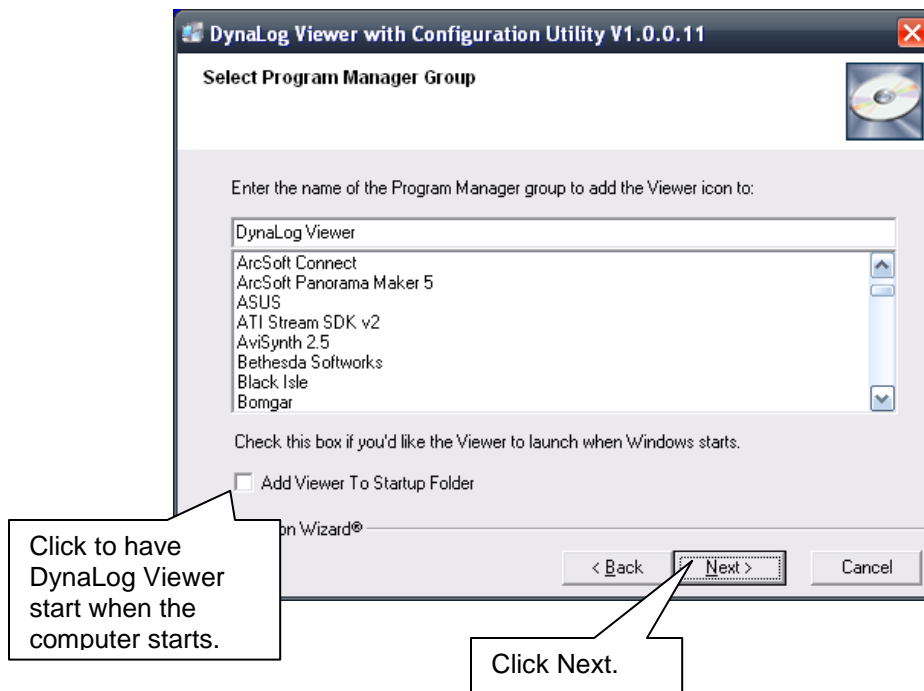 DynaLog Viewer with Configuration Utility V1.0.0.11
Select Program Manager Group
Enter the name of the Program Manager group to add the Viewer icon to:
DynaLog Viewer
ArcSoft Connect
ArcSoft Panorama Maker 5
ASUS
ATI Stream SDK v2
AviSynth 2.5
Bethesda Softworks
Black Isle
Bomgar
Check this box if you'd like the Viewer to launch when Windows starts.
Add Viewer To Startup Folder
on Wizard®
< Back
Next >
Cancel
Click to have
DynaLog Viewer
start when the
computer starts.
Click Next.